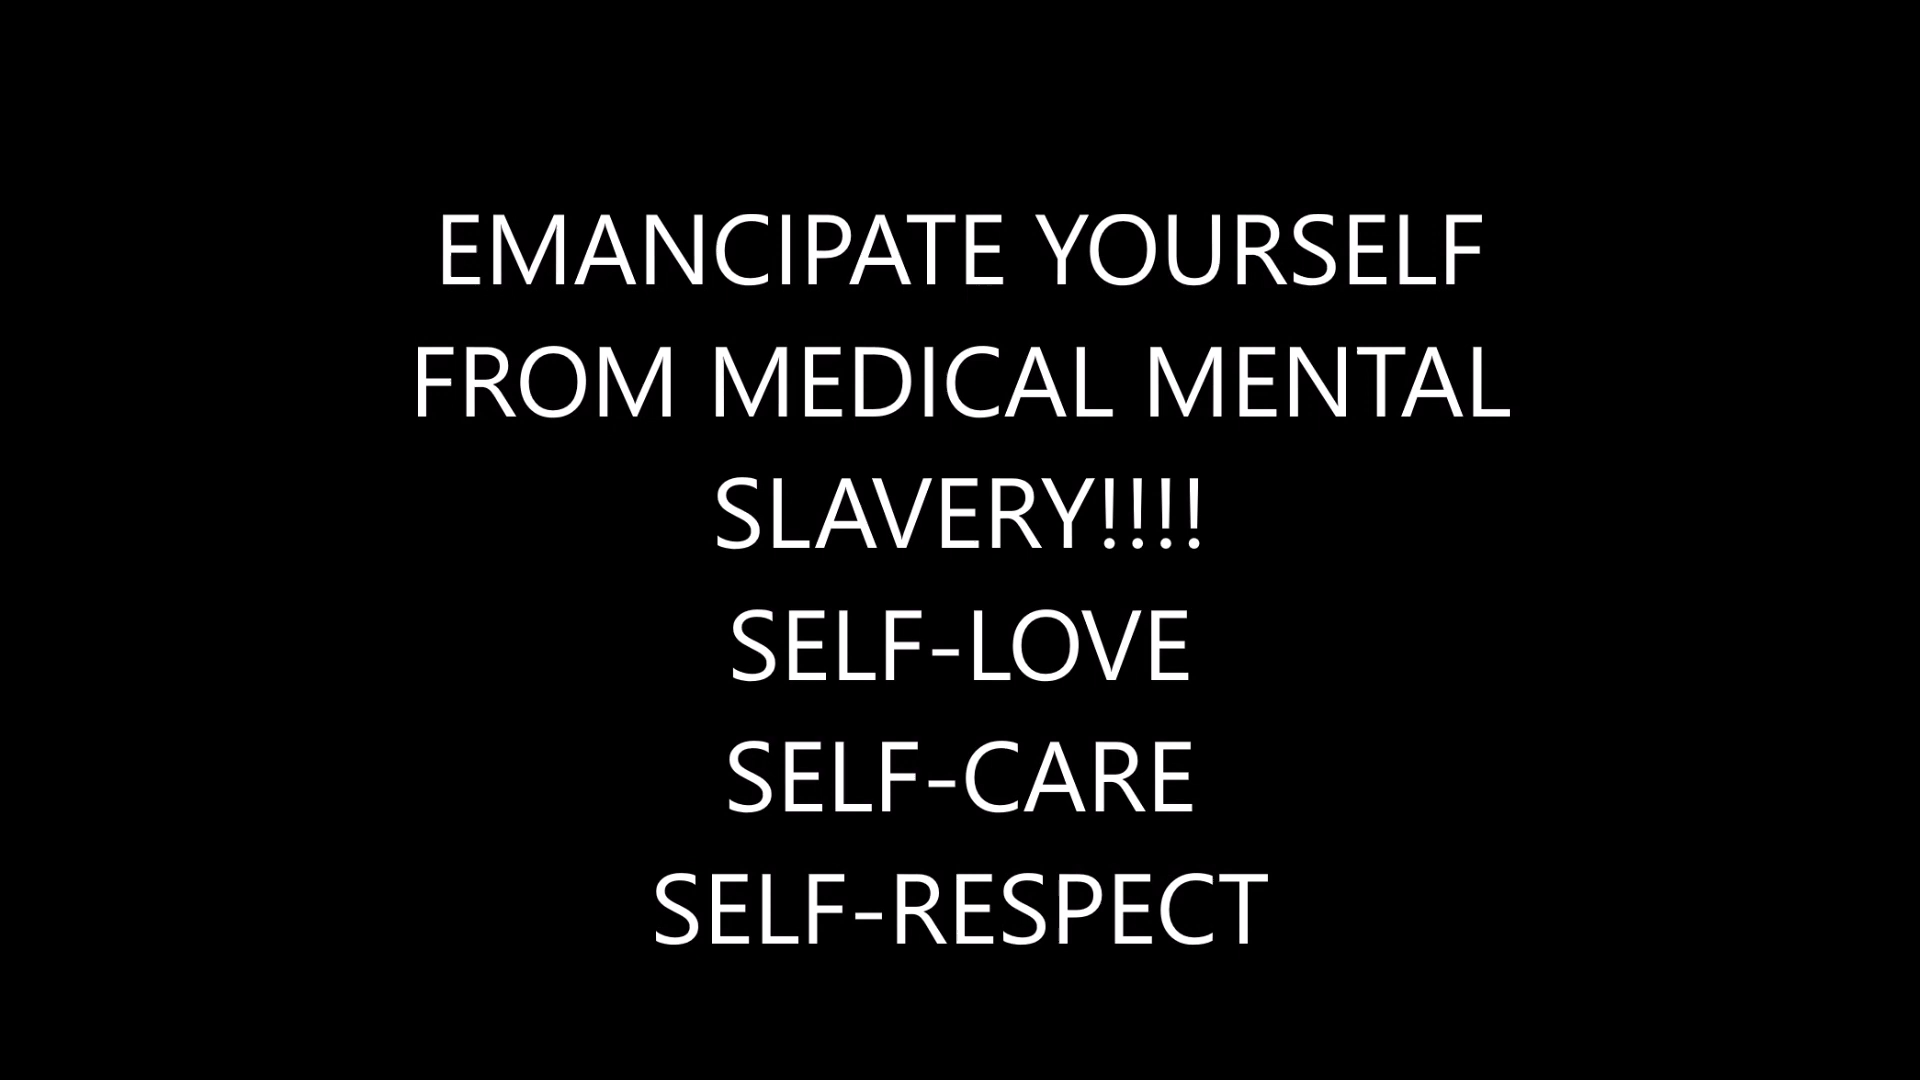 EMANCIPATE YOURSELF
FROM MEDICAL MENTAL
SLAVERY!!!!
SELF-LOVE
SELF-CARE
SELF-RESPECT